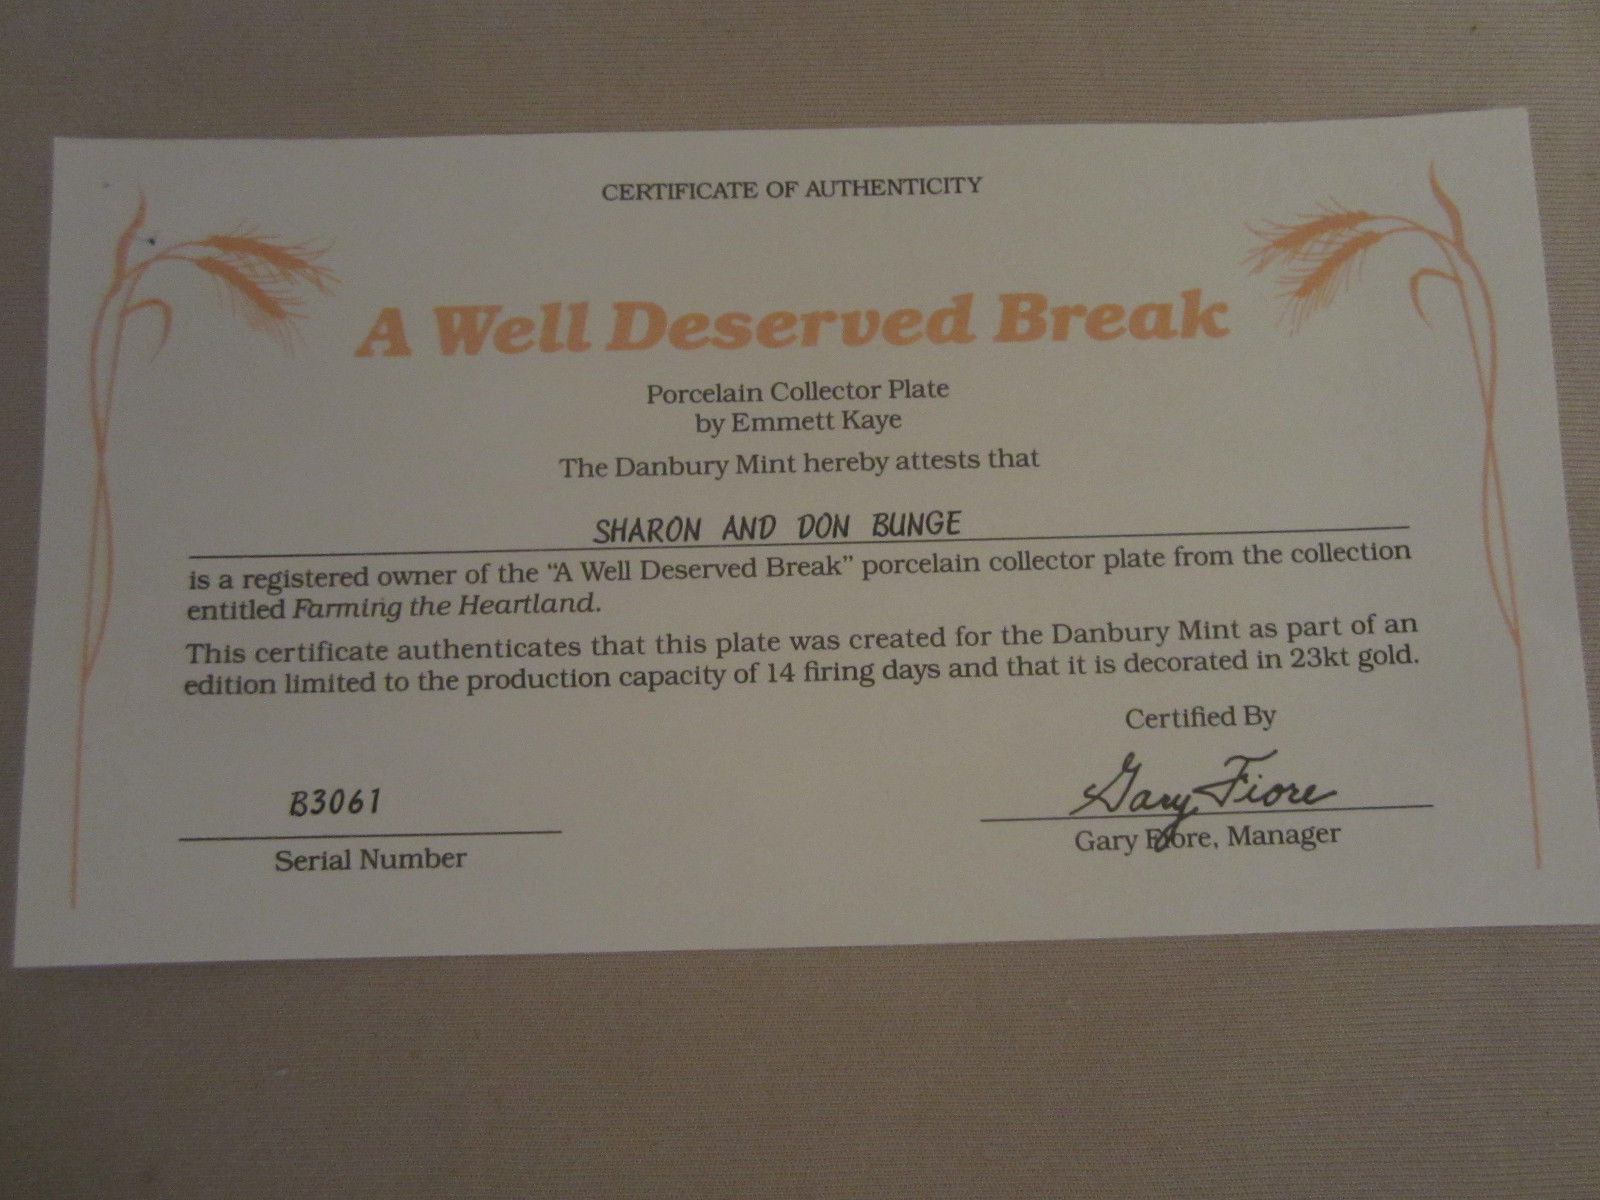 CERTIFICATE OF AUTHENTICITY
A Well Deserved Break
Porcelain Collector Plate
by Emmett Kaye
The Danbury Mint hereby attests that
SHARON AND DON BUNGE
is a registered owner of the “A Well Deserved Break” porcelain collector plate from the collection
entitled Farming the Heartland.
This certificate authenticates that this plate was created for the Danbury Mint as part of an
edition limited to the production capacity of 14 firing days and that it is decorated in 23kt gold.
Certified By
Gary Fiore
Gary Fiore, Manager
B3061
Serial Number